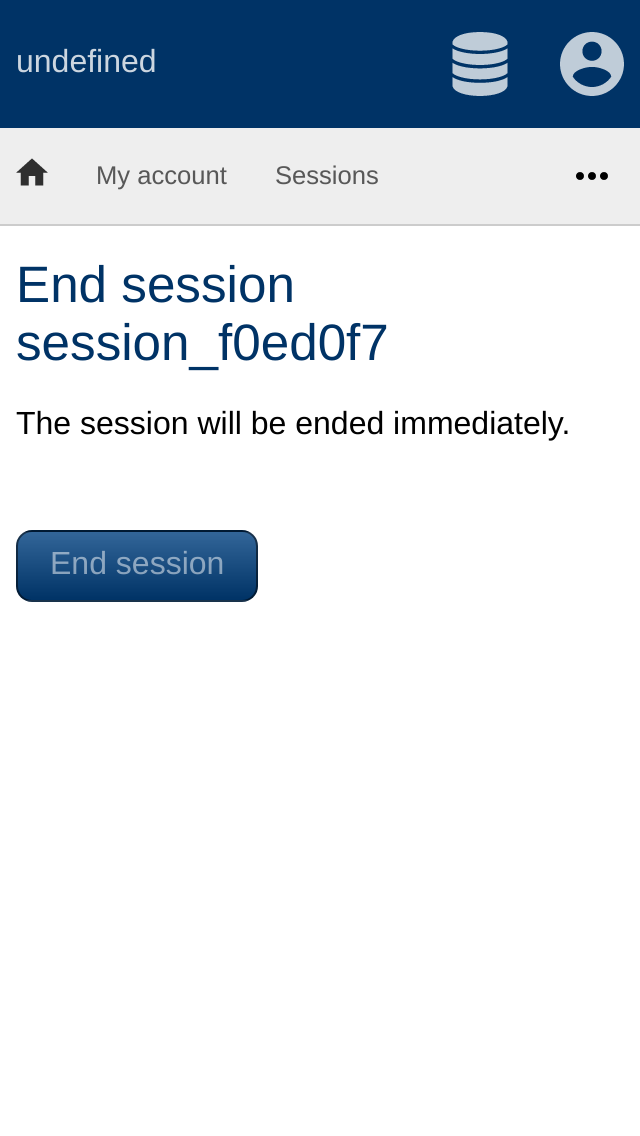 undefined
My account Sessions
End session
session_f0ed0f7
The session will be ended immediately.
End session